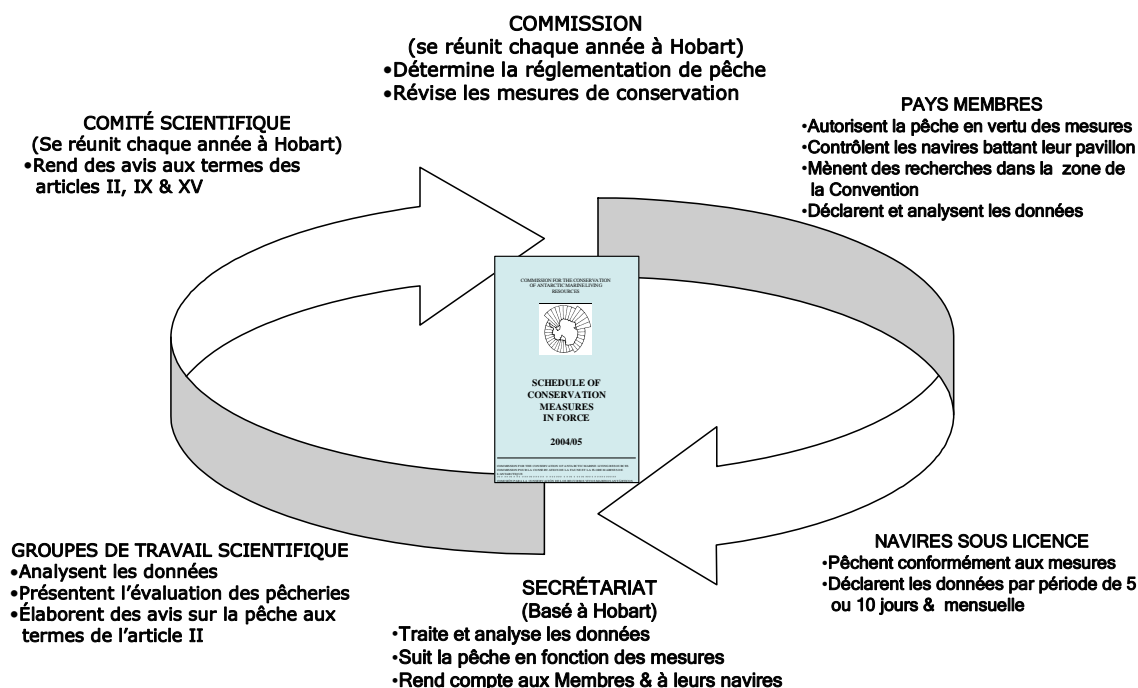 COMMISSION
(se réunit chaque année à Hobart)
•Détermine la réglementation de pêche
•Révise les mesures de conservation
PAYS MEMBRES
•Autorisent la pêche en vertu des mesures
•Contrôlent les navires battant leur pavillon
•Mènent des recherches dans la zone de
la Convention
•Déclarent et analysent les données
NAVIRES SOUS LICENCE
•Pêchent conformément aux mesures
•Déclarent les données par période de 5
ou 10 jours & mensuelle
SECRÉTARIAT
(Basé à Hobart)
•Traite et analyse les données
•Suit la pêche en fonction des mesures
•Rend compte aux Membres & à leurs navires
GROUPES DE TRAVAIL SCIENTIFIQUE
•Analysent les données
•Présentent l'évaluation des pêcheries
•Élaborent des avis sur la pêche aux
termes de l'article II
COMITÉ SCIENTIFIQUE
(Se réunit chaque année à Hobart)
•Rend des avis aux termes des
articles II, IX & XV
COMMISSION FOR THE CONSERVATION
OF ANTARCTIC MARINE LIVING
RESOURCES
SCHEDULE OF
CONSERVATION
MEASURES
IN FORCE
2004/05